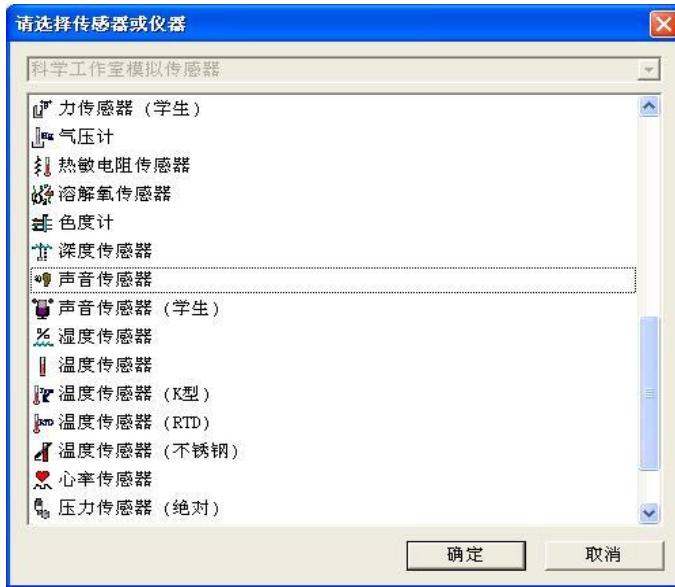 请选择传感器或仪器
科学工作室模拟传感器
力传感器 (学生)
气压计
热敏电阻传感器
溶解氧传感器
色度计
深度传感器
声音传感器
声音传感器 (学生)
湿度传感器
温度传感器
温度传感器 (K型)
温度传感器 (RTD)
温度传感器 (不锈钢)
心率传感器
压力传感器 (绝对)
确定 取消